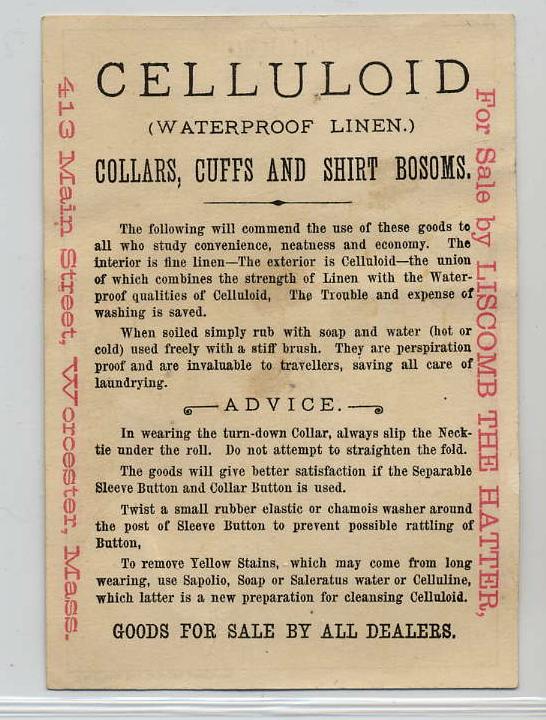 CELLULOID
(WATERPROOF LINEN.)
COLLARS, CUFFS AND SHIRT BOSOMS.
The following will commend the use of these goods to
all who study convenience, neatness and economy. The
interior is fine linen—The exterior is Celluloid—the union
of which combines the strength of Linen with the Water-
proof qualities of Celluloid, The Trouble and expense of
washing is saved.
When soiled simply rub with soap and water (hot or
cold) used freely with a stiff brush. They are perspiration
proof and are invaluable to travellers, saving all care of
laundrying.
ADVICE.
In wearing the turn-down Collar, always slip the Neck-
tie under the roll. Do not attempt to straighten the fold.
The goods will give better satisfaction if the Separable
Sleeve Button and Collar Button is used.
Twist a small rubber elastic or chamois washer around
the post of Sleeve Button to prevent possible rattling of
Button,
To remove Yellow Stains, which may come from long
wearing, use Sapolio, Soap or Saleratus water or Celluline,
which latter is a new preparation for cleansing Celluloid.
GOODS FOR SALE BY ALL DEALERS.
For Sale by LISCOMB THE HATTER,
413 Main Street, Worcester, Mass.